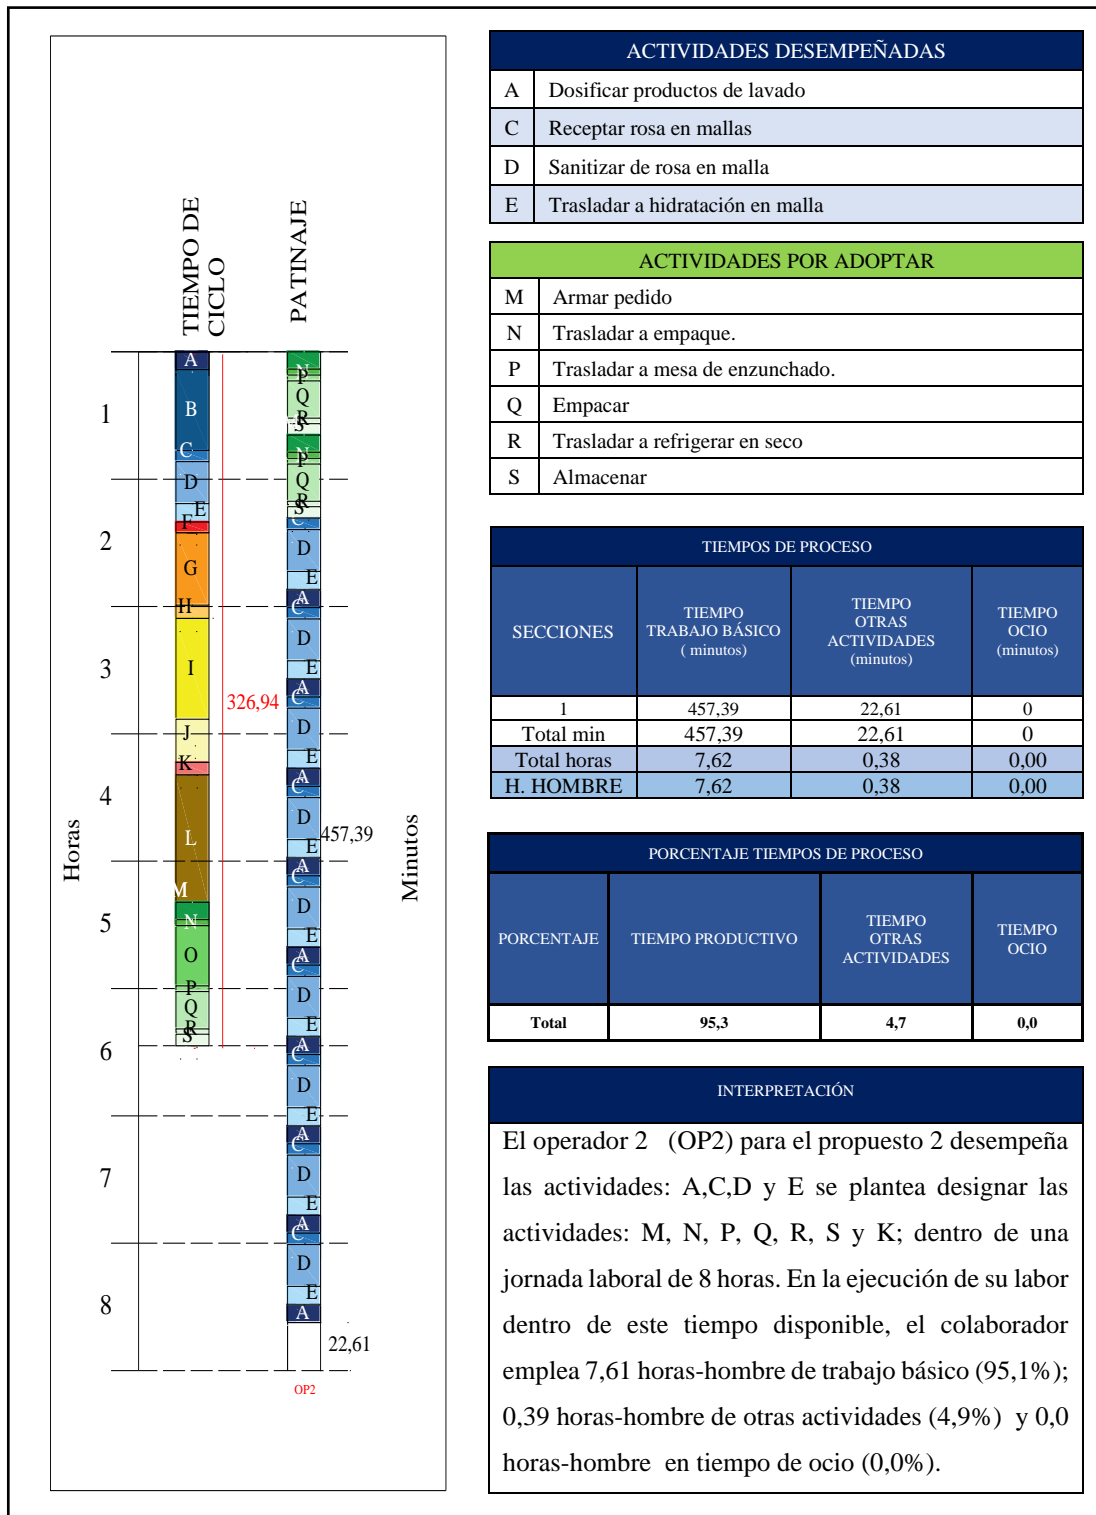 TIEMPO DE
CICLO
PATINAJE
Horas
Minutos
1
2
3
4
5
6
7
8
A
B
C
D
E
F
G
H
I
J
K
L
M
N
O
P
Q
R
S
326,94
N
P
Q
R
S
N
P
Q
R
S
C
D
E
A
C
D
E
A
C
D
E
A
C
D
E
A
C
D
E
A
C
D
E
A
C
D
E
A
C
D
E
A
C
D
E
A
457,39
22,61
OP2
ACTIVIDADES DESEMPEÑADAS
A Dosificar productos de lavado
C Receptar rosa en mallas
D Sanitizar de rosa en malla
E Trasladar a hidratación en malla
ACTIVIDADES POR ADOPTAR
M Armar pedido
N Trasladar a empaque.
P Trasladar a mesa de enzunchado.
Q Empacar
R Trasladar a refrigerar en seco
S Almacenar
TIEMPOS DE PROCESO
SECCIONES
TIEMPO
TRABAJO BÁSICO
( minutos)
TIEMPO
OTRAS
ACTIVIDADES
(minutos)
TIEMPO
OCIO
(minutos)
1 457,39 22,61 0
Total min 457,39 22,61 0
Total horas 7,62 0,38 0,00
H. HOMBRE 7,62 0,38 0,00
PORCENTAJE TIEMPOS DE PROCESO
PORCENTAJE
TIEMPO PRODUCTIVO
TIEMPO
OTRAS
ACTIVIDADES
TIEMPO
OCIO
Total 95,3 4,7 0,0
INTERPRETACIÓN
El operador 2 (OP2) para el propuesto 2 desempeña
las actividades: A,C,D y E se plantea designar las
actividades: M, N, P, Q, R, S y K; dentro de una
jornada laboral de 8 horas. En la ejecución de su labor
dentro de este tiempo disponible, el colaborador
emplea 7,61 horas-hombre de trabajo básico (95,1%);
0,39 horas-hombre de otras actividades (4,9%) y 0,0
horas-hombre en tiempo de ocio (0,0%).